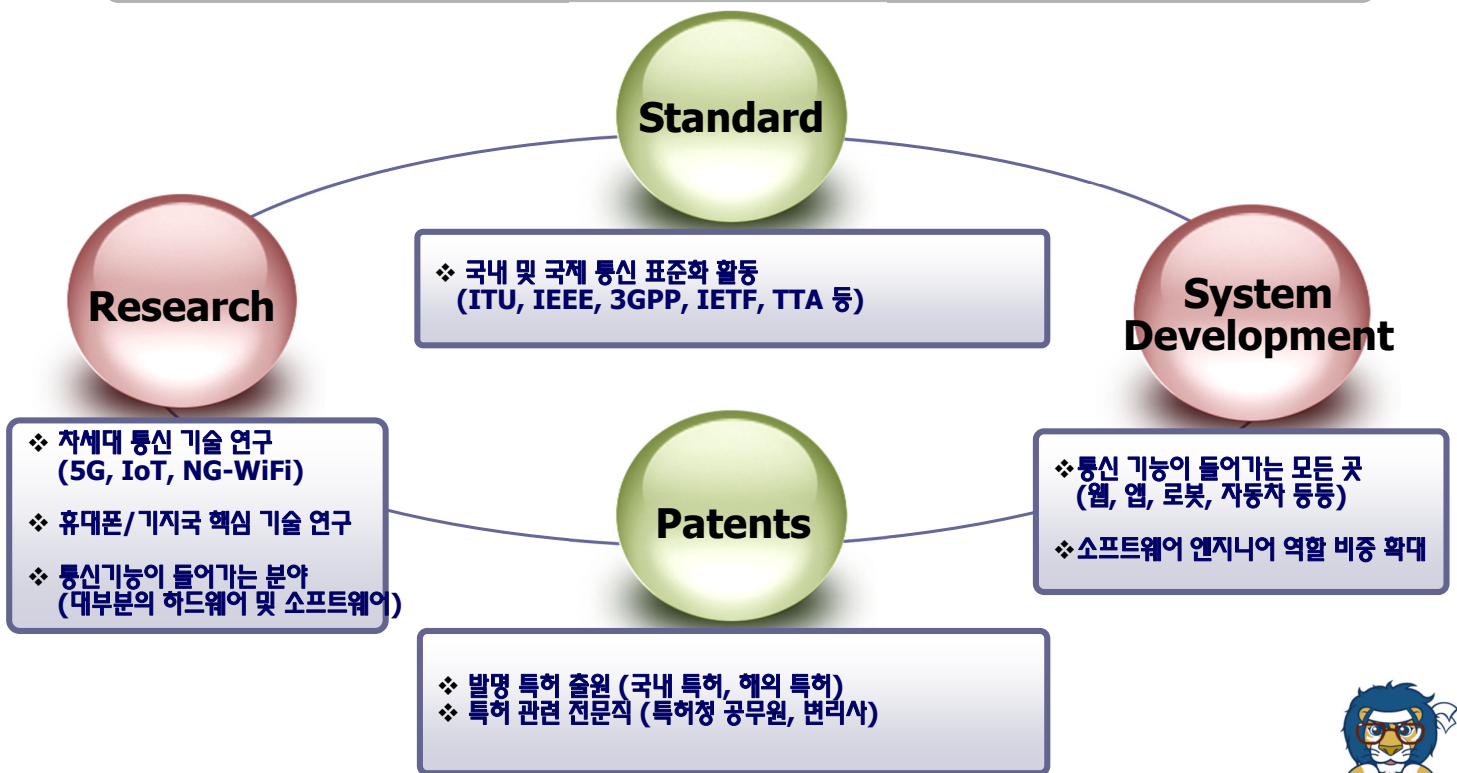 Standard
❖ 국내 및 국제 통신 표준화 활동
(ITU, IEEE, 3GPP, IETF, TTA 등)
Research
❖ 차세대 통신 기술 연구
(5G, IoT, NG-WiFi)
❖ 휴대폰/기지국 핵심 기술 연구
❖ 통신기능이 들어가는 분야
(대부분의 하드웨어 및 소프트웨어)
System
Development
❖통신 기능이 들어가는 모든 곳
(웹, 앱, 로봇, 자동차 등등)
❖소프트웨어 엔지니어 역할 비중 확대
Patents
❖ 발명 특허 출원 (국내 특허, 해외 특허)
❖ 특허 관련 전문직 (특허청 공무원, 변리사)